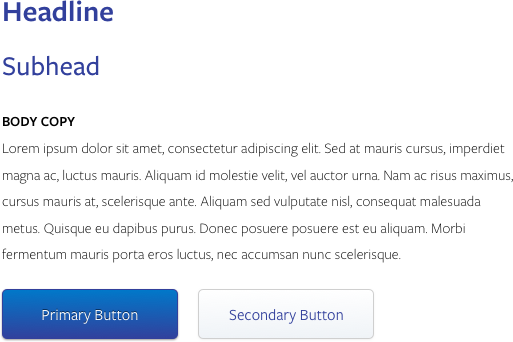 Headline
Subhead
BODY COPY
Lorem ipsum dolor sit amet, consectetur adipiscing elit. Sed at mauris cursus, imperdiet
magna ac, luctus mauris. Aliquam id molestie velit, vel auctor urna. Nam ac risus maximus,
cursus mauris at, scelerisque ante. Aliquam sed vulputate nisl, consequat malesuada
metus. Quisque eu dapibus purus. Donec posuere posuere est eu aliquam. Morbi
fermentum mauris porta eros luctus, nec accumsan nunc scelerisque.
Primary Button
Secondary Button